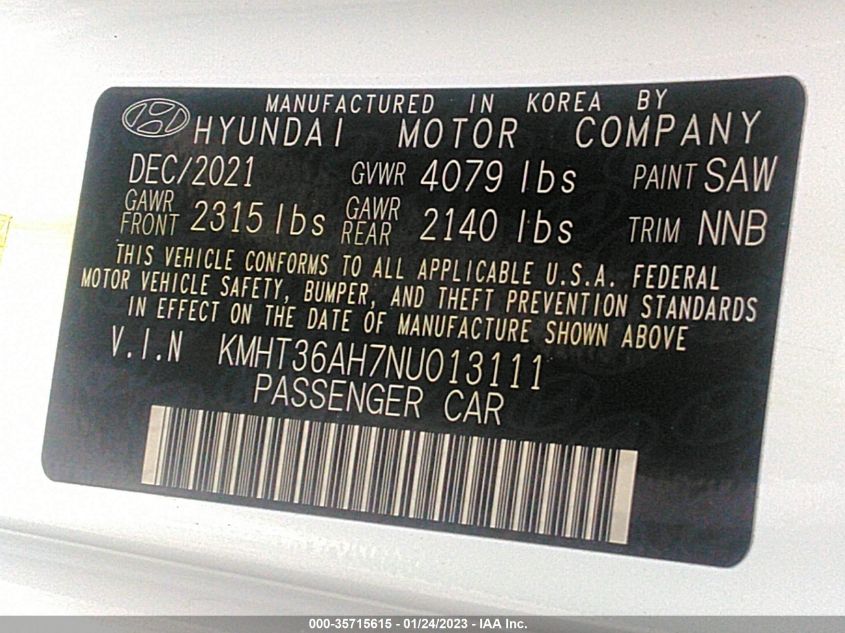 MANUFACTURED IN KOREA BY
HYUNDAI MOTOR COMPANY
DEC/2021 GVWR 4079 lbs PAINT SAW
GAWR FRONT 2315 lbs GAWR REAR 2140 lbs TRIM NNB
THIS VEHICLE CONFORMS TO ALL APPLICABLE U.S.A. FEDERAL
MOTOR VEHICLE SAFETY, BUMPER, AND THEFT PREVENTION STANDARDS
IN EFFECT ON THE DATE OF MANUFACTURE SHOWN ABOVE
V.I.N KMHT36AH7NU013111
PASSENGER CAR
000-35715615 - 01/24/2023 - IAA Inc.